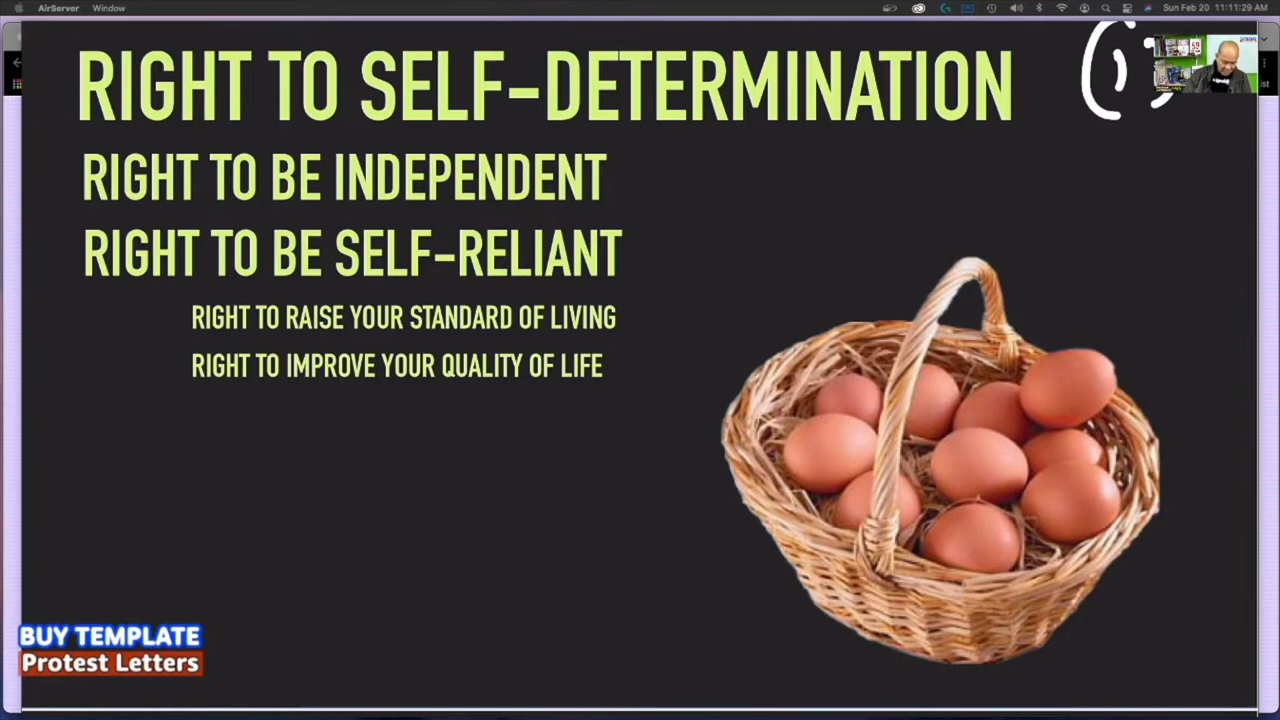 AirServer Window Sun Feb 20 11:11:29 AM
RIGHT TO SELF-DETERMINATION
RIGHT TO BE INDEPENDENT
RIGHT TO BE SELF-RELIANT
RIGHT TO RAISE YOUR STANDARD OF LIVING
RIGHT TO IMPROVE YOUR QUALITY OF LIFE
BUY TEMPLATE
Protest Letters